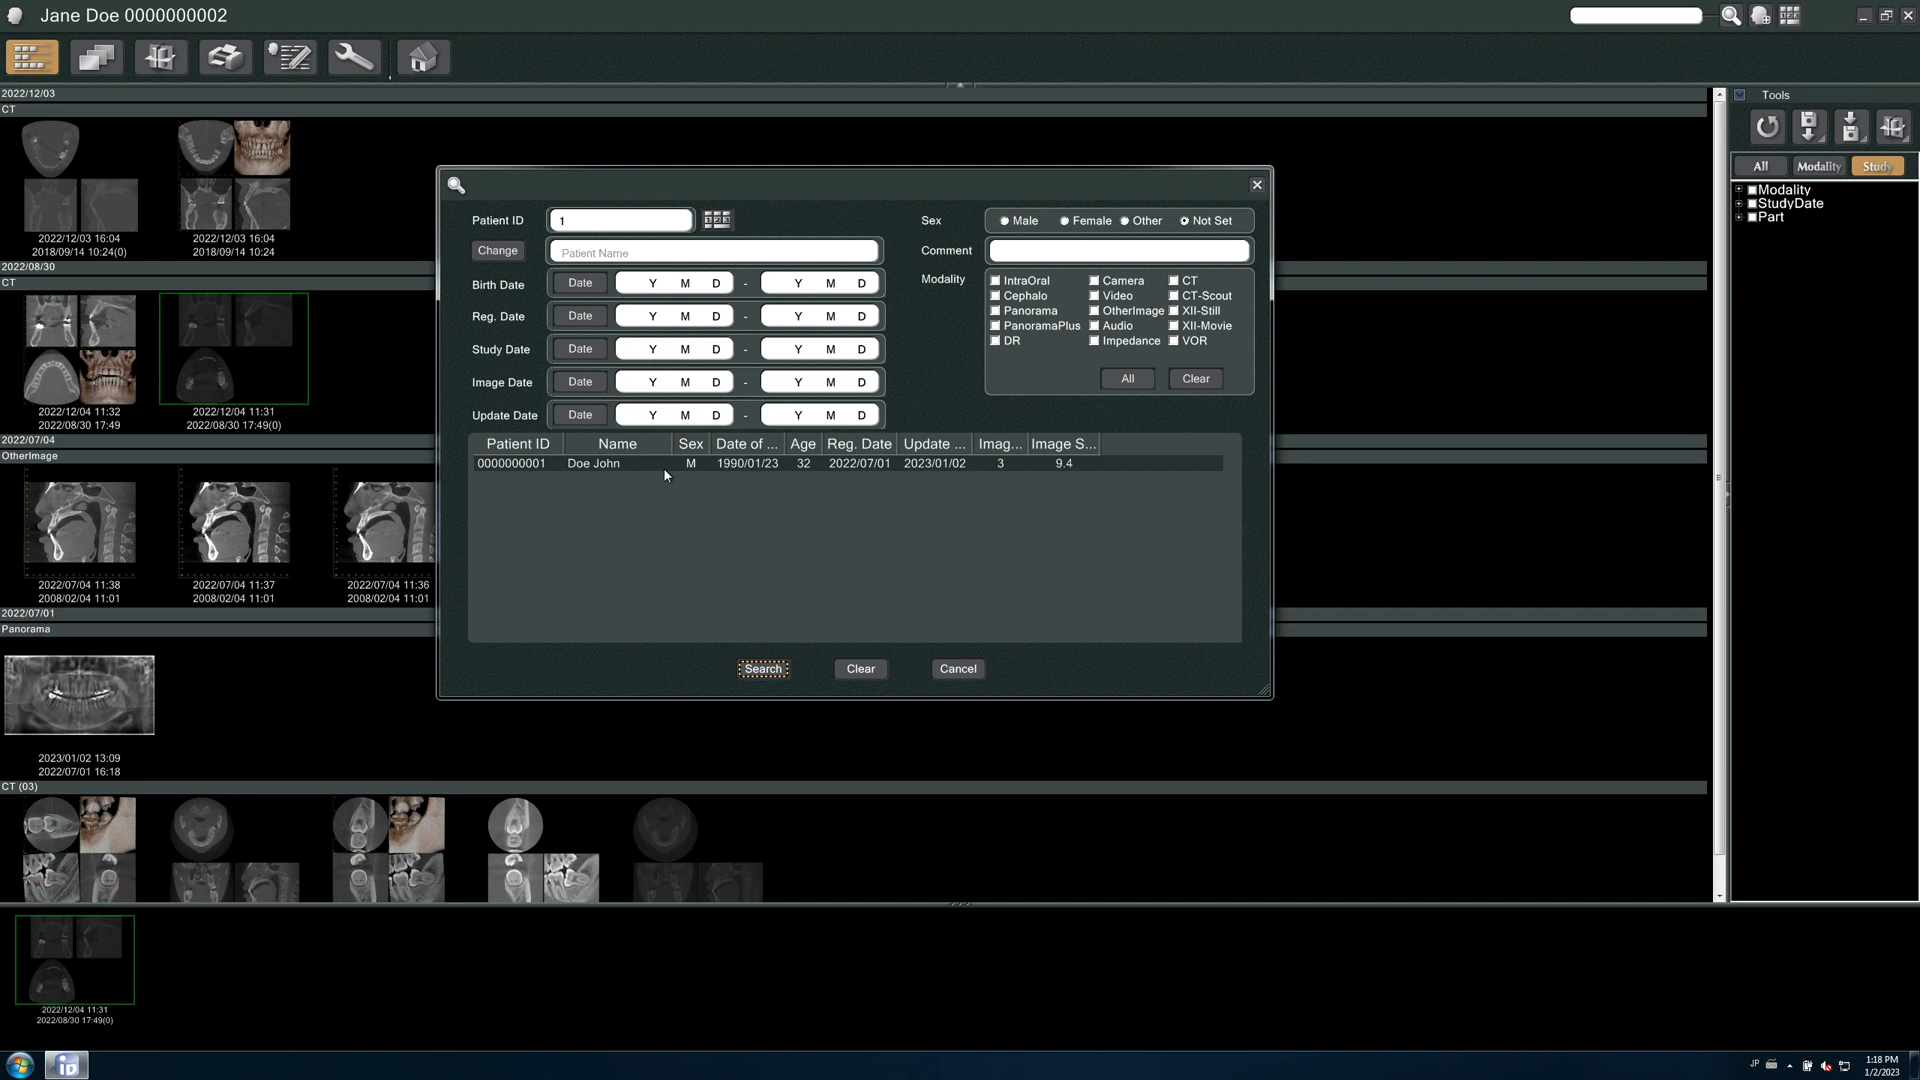 Jane Doe 0000000002
2022/12/03
CT
2022/12/03 16:04
2018/09/14 10:24(0)
2022/12/03 16:04
2018/09/14 10:24
2022/08/30
CT
2022/12/04 11:32
2022/08/30 17:49
2022/12/04 11:31
2022/08/30 17:49(0)
2022/07/04
OtherImage
2022/07/04 11:38
2008/02/04 11:01
2022/07/04 11:37
2008/02/04 11:01
2022/07/04 11:36
2008/02/04 11:01
2022/07/01
Panorama
2023/01/02 13:09
2022/07/01 16:18
CT (03)
2022/12/04 11:31
2022/08/30 17:49(0)
Patient ID 1
Change Patient Name
Birth Date Date Y M D - Y M D
Reg. Date Date Y M D - Y M D
Study Date Date Y M D - Y M D
Image Date Date Y M D - Y M D
Update Date Date Y M D - Y M D
Sex Male Female Other Not Set
Comment
Modality IntraOral Camera CT
Cephalo Video CT-Scout
Panorama OtherImage XII-Still
PanoramaPlus Audio XII-Movie
DR Impedance VOR
All Clear
Patient ID Name Sex Date of ... Age Reg. Date Update ... Imag... Image S...
0000000001 Doe John M 1990/01/23 32 2022/07/01 2023/01/02 3 9.4
Search Clear Cancel
Tools
All Modality Study
Modality
StudyDate
Part
iD
JP
1:18 PM
1/2/2023